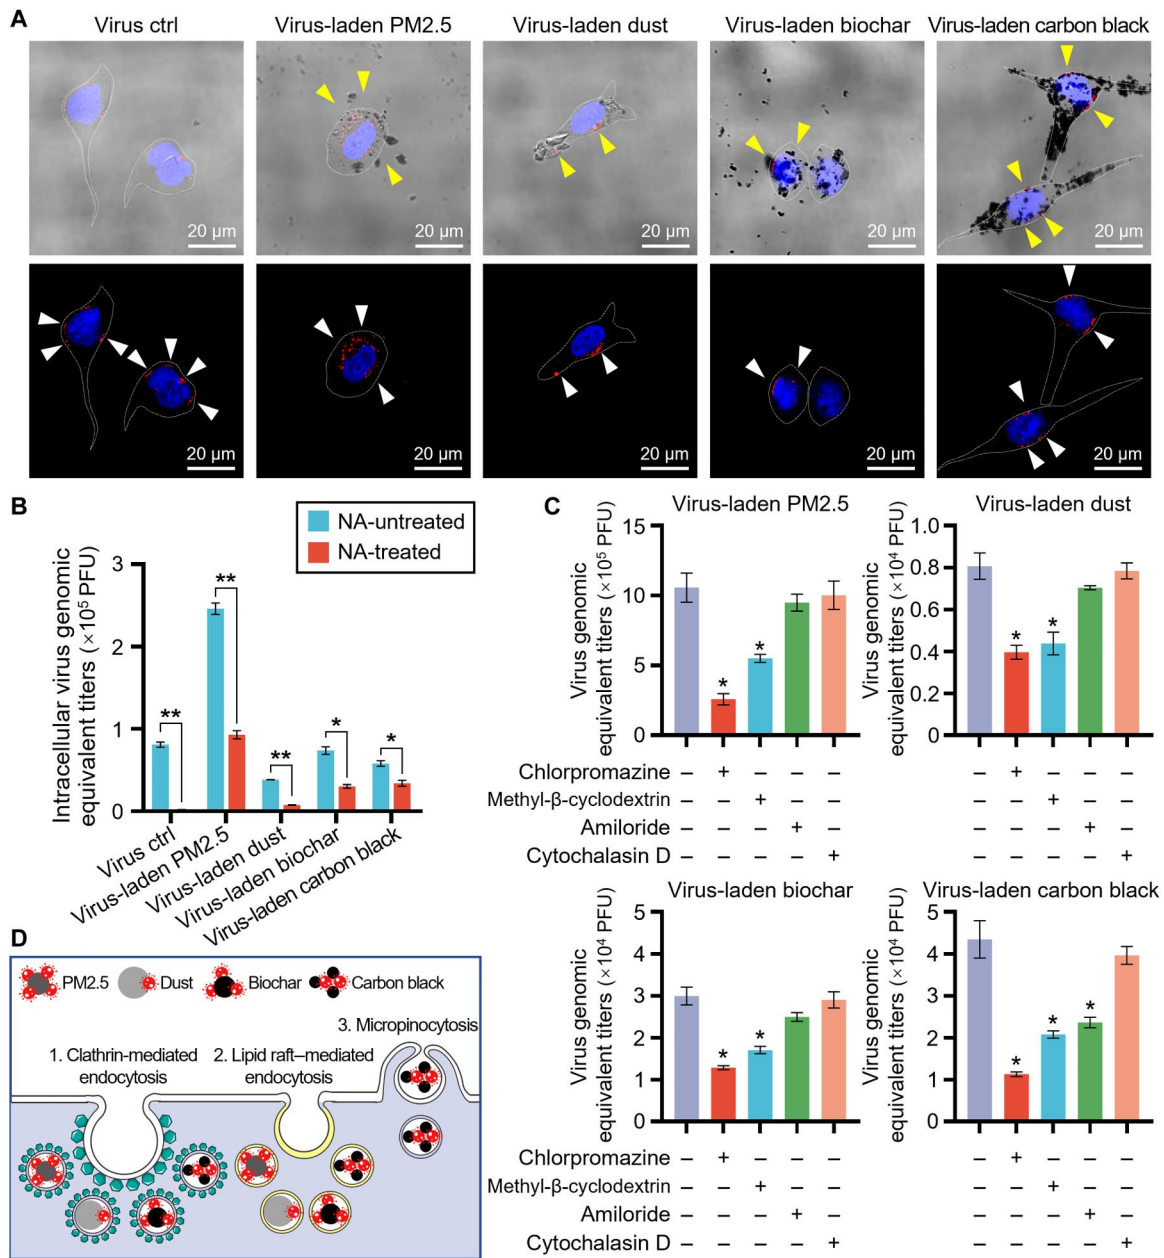 A
Virus ctrl
Virus-laden PM2.5
Virus-laden dust
Virus-laden biochar
Virus-laden carbon black
20 μm
20 μm
20 μm
20 μm
20 μm
20 μm
20 μm
20 μm
20 μm
20 μm
B
NA-untreated
NA-treated
Intracellular virus genomic
equivalent titers (×10⁵ PFU)
3
2
1
0
**
**
**
*
*
Virus ctrl
Virus-laden PM2.5
Virus-laden dust
Virus-laden biochar
Virus-laden carbon black
C
Virus-laden PM2.5
Virus genomic
equivalent titers (×10⁵ PFU)
15
10
5
0
*
*
Virus-laden dust
Virus genomic
equivalent titers (×10⁴ PFU)
1.0
0.8
0.6
0.4
0.2
0
*
*
Chlorpromazine – + – – – – + – – –
Methyl-β-cyclodextrin – – + – – – – + – –
Amiloride – – – + – – – – + –
Cytochalasin D – – – – + – – – – +
Virus-laden biochar
Virus genomic
equivalent titers (×10⁴ PFU)
5
4
3
2
1
0
*
*
Virus-laden carbon black
Virus genomic
equivalent titers (×10⁴ PFU)
5
4
3
2
1
0
*
*
*
Chlorpromazine – + – – – – + – – –
Methyl-β-cyclodextrin – – + – – – – + – –
Amiloride – – – + – – – – + –
Cytochalasin D – – – – + – – – – +
D
PM2.5
Dust
Biochar
Carbon black
1. Clathrin-mediated
endocytosis
2. Lipid raft–mediated
endocytosis
3. Micropinocytosis